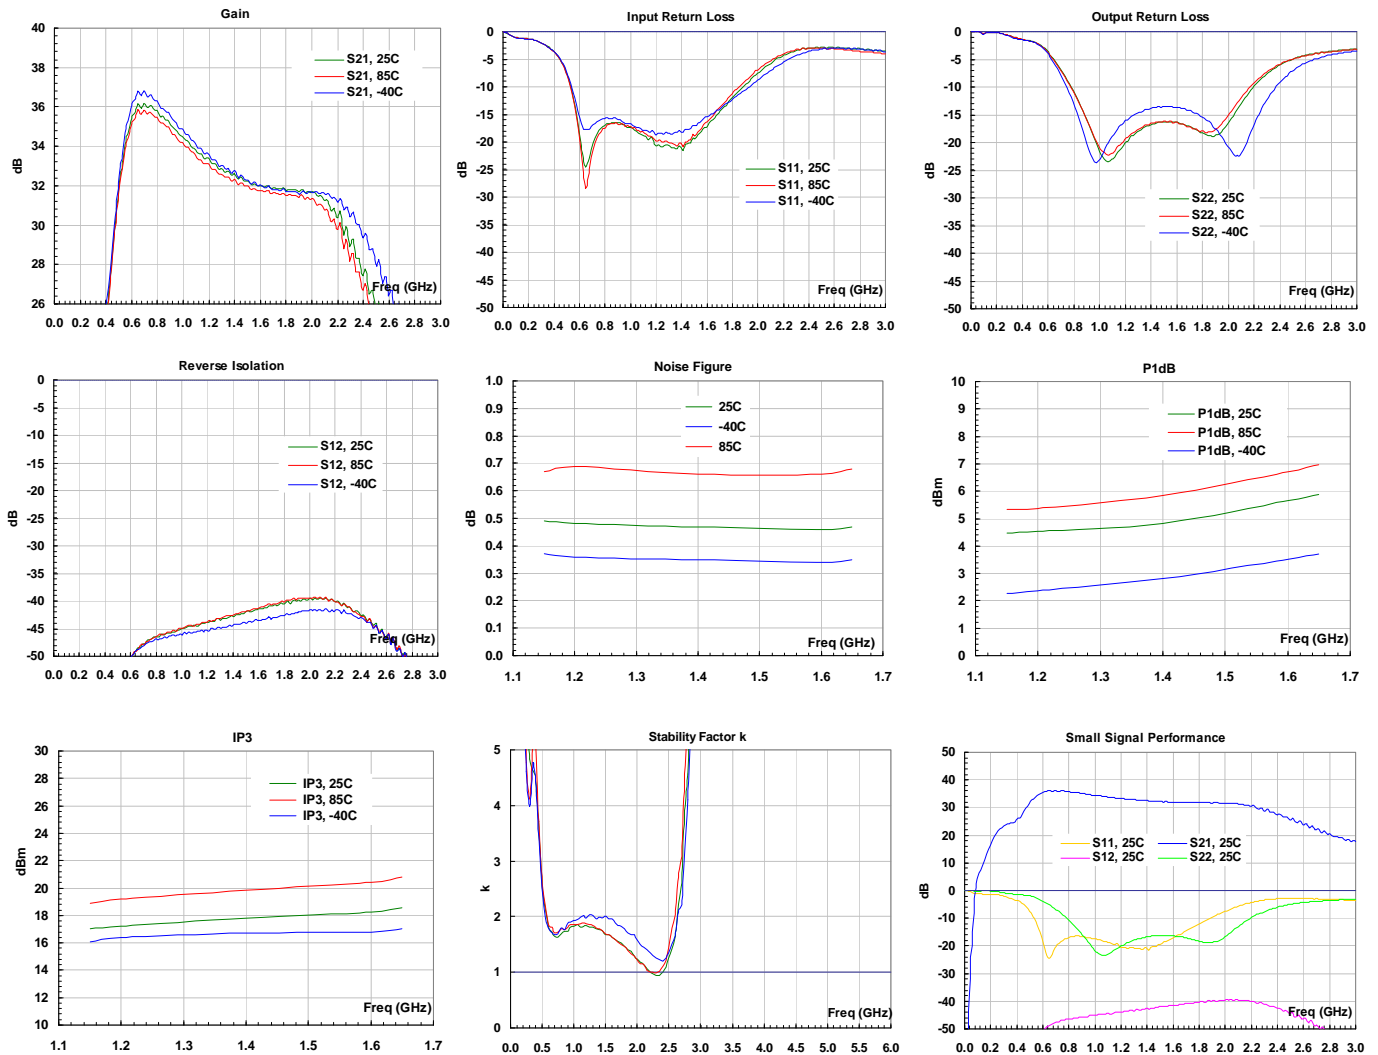 Gain
40
38
36
34
32
30
28
26
dB
S21, 25C
S21, 85C
S21, -40C
Freq (GHz)
0.0 0.2 0.4 0.6 0.8 1.0 1.2 1.4 1.6 1.8 2.0 2.2 2.4 2.6 2.8 3.0
Input Return Loss
0
-5
-10
-15
-20
-25
-30
-35
-40
-45
-50
dB
S11, 25C
S11, 85C
S11, -40C
Freq (GHz)
0.0 0.2 0.4 0.6 0.8 1.0 1.2 1.4 1.6 1.8 2.0 2.2 2.4 2.6 2.8 3.0
Output Return Loss
0
-5
-10
-15
-20
-25
-30
-35
-40
-45
-50
dB
S22, 25C
S22, 85C
S22, -40C
Freq (GHz)
0.0 0.2 0.4 0.6 0.8 1.0 1.2 1.4 1.6 1.8 2.0 2.2 2.4 2.6 2.8 3.0
Reverse Isolation
0
-5
-10
-15
-20
-25
-30
-35
-40
-45
-50
dB
S12, 25C
S12, 85C
S12, -40C
Freq (GHz)
0.0 0.2 0.4 0.6 0.8 1.0 1.2 1.4 1.6 1.8 2.0 2.2 2.4 2.6 2.8 3.0
Noise Figure
1.0
0.9
0.8
0.7
0.6
0.5
0.4
0.3
0.2
0.1
0.0
dB
25C
-40C
85C
Freq (GHz)
1.1 1.2 1.3 1.4 1.5 1.6 1.7
P1dB
10
9
8
7
6
5
4
3
2
1
0
dBm
P1dB, 25C
P1dB, 85C
P1dB, -40C
Freq (GHz)
1.1 1.2 1.3 1.4 1.5 1.6 1.7
IP3
30
28
26
24
22
20
18
16
14
12
10
dBm
IP3, 25C
IP3, 85C
IP3, -40C
Freq (GHz)
1.1 1.2 1.3 1.4 1.5 1.6 1.7
Stability Factor k
5
4
3
2
1
0
k
Freq (GHz)
0.0 0.5 1.0 1.5 2.0 2.5 3.0 3.5 4.0 4.5 5.0 5.5 6.0
Small Signal Performance
50
40
30
20
10
0
-10
-20
-30
-40
-50
dB
S11, 25C S21, 25C
S12, 25C S22, 25C
Freq (GHz)
0.0 0.2 0.4 0.6 0.8 1.0 1.2 1.4 1.6 1.8 2.0 2.2 2.4 2.6 2.8 3.0